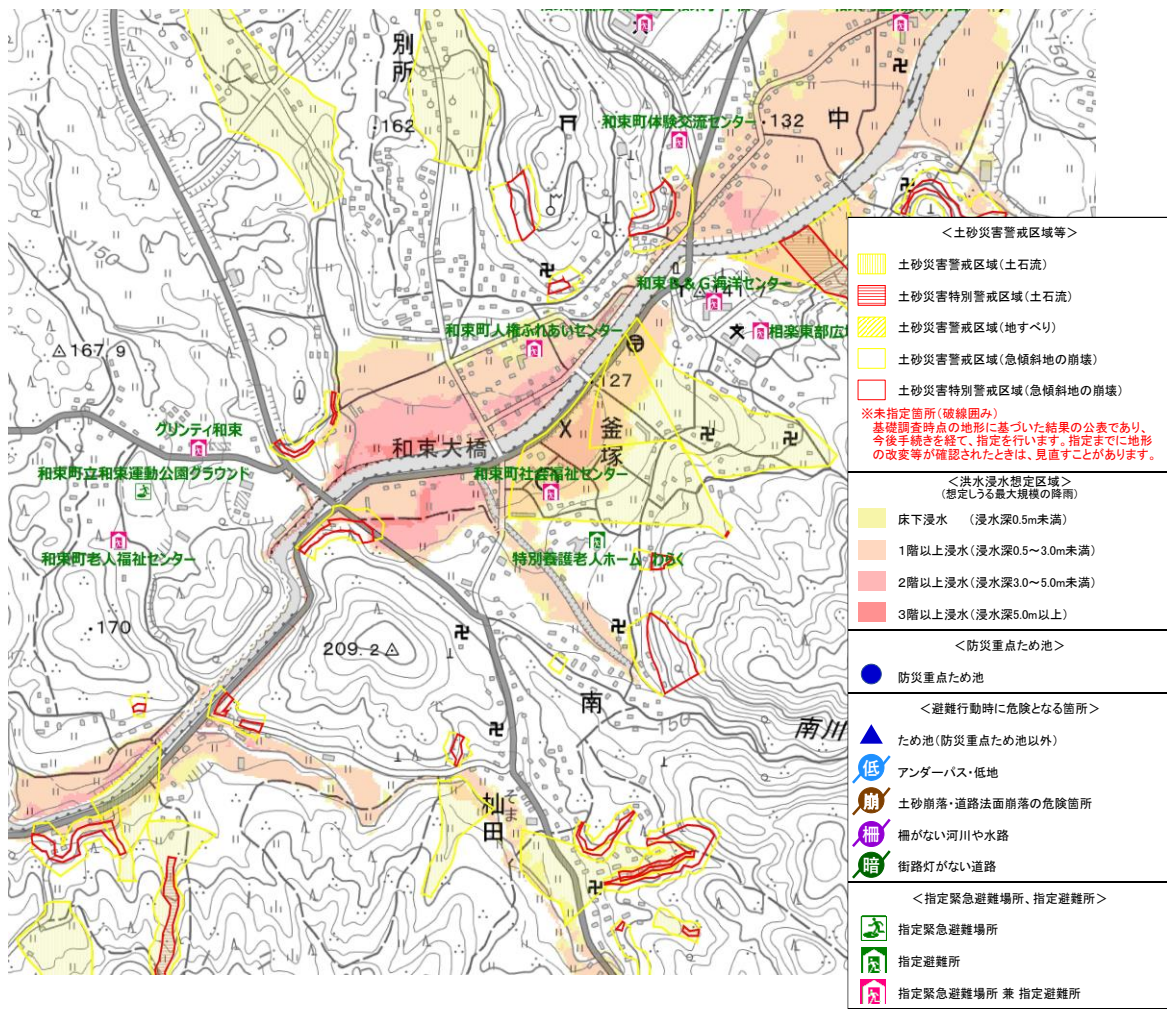 別所
162
和束町体験交流センター
132
中
150
和束B&G海洋センター
和束町人権ふれあいセンター
相楽東部広域
167.9
127
釜塚
グリンティ和束
和束大橋
和束町立和束運動公園グラウンド
和束町社会福祉センター
和束町老人福祉センター
特別養護老人ホーム わらく
170
209.2
南
150
南川
杣田
そまだ
<土砂災害警戒区域等>
土砂災害警戒区域(土石流)
土砂災害特別警戒区域(土石流)
土砂災害警戒区域(地すべり)
土砂災害警戒区域(急傾斜地の崩壊)
土砂災害特別警戒区域(急傾斜地の崩壊)
※未指定箇所(破線囲み)
基礎調査時点の地形に基づいた結果の公表であり、
今後手続きを経て、指定を行います。指定までに地形
の改変等が確認されたときは、見直すことがあります。
<洪水浸水想定区域>
(想定しうる最大規模の降雨)
床下浸水 (浸水深0.5m未満)
1階以上浸水(浸水深0.5~3.0m未満)
2階以上浸水(浸水深3.0~5.0m未満)
3階以上浸水(浸水深5.0m以上)
<防災重点ため池>
防災重点ため池
<避難行動時に危険となる箇所>
ため池(防災重点ため池以外)
低 アンダーパス・低地
崩 土砂崩落・道路法面崩落の危険箇所
柵 柵がない河川や水路
暗 街路灯がない道路
<指定緊急避難場所、指定避難所>
指定緊急避難場所
指定避難所
指定緊急避難場所 兼 指定避難所